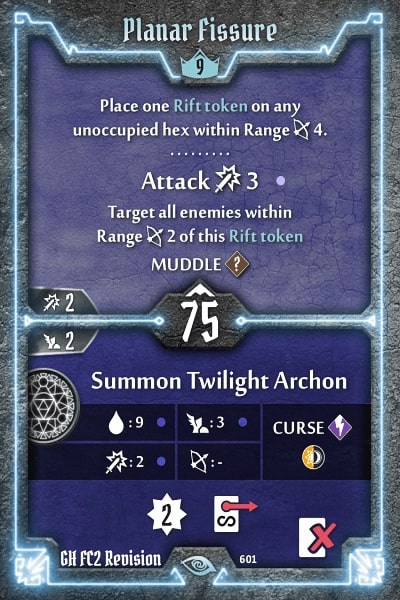 Planar Fissure
9
Place one Rift token on any
unoccupied hex within Range 4.
Attack 3
Target all enemies within
Range 2 of this Rift token
MUDDLE ?
2
75
2
Summon Twilight Archon
:9 :3
CURSE
:2 :-
2
S
GH FC2 Revision
601